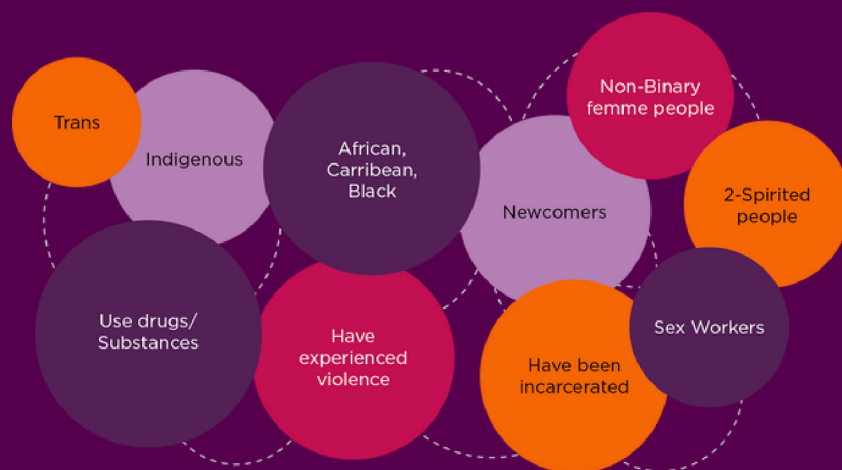 Trans
Indigenous
African,
Carribean,
Black
Newcomers
Non-Binary
femme people
2-Spirited
people
Use drugs/
Substances
Have
experienced
violence
Have been
incarcerated
Sex Workers